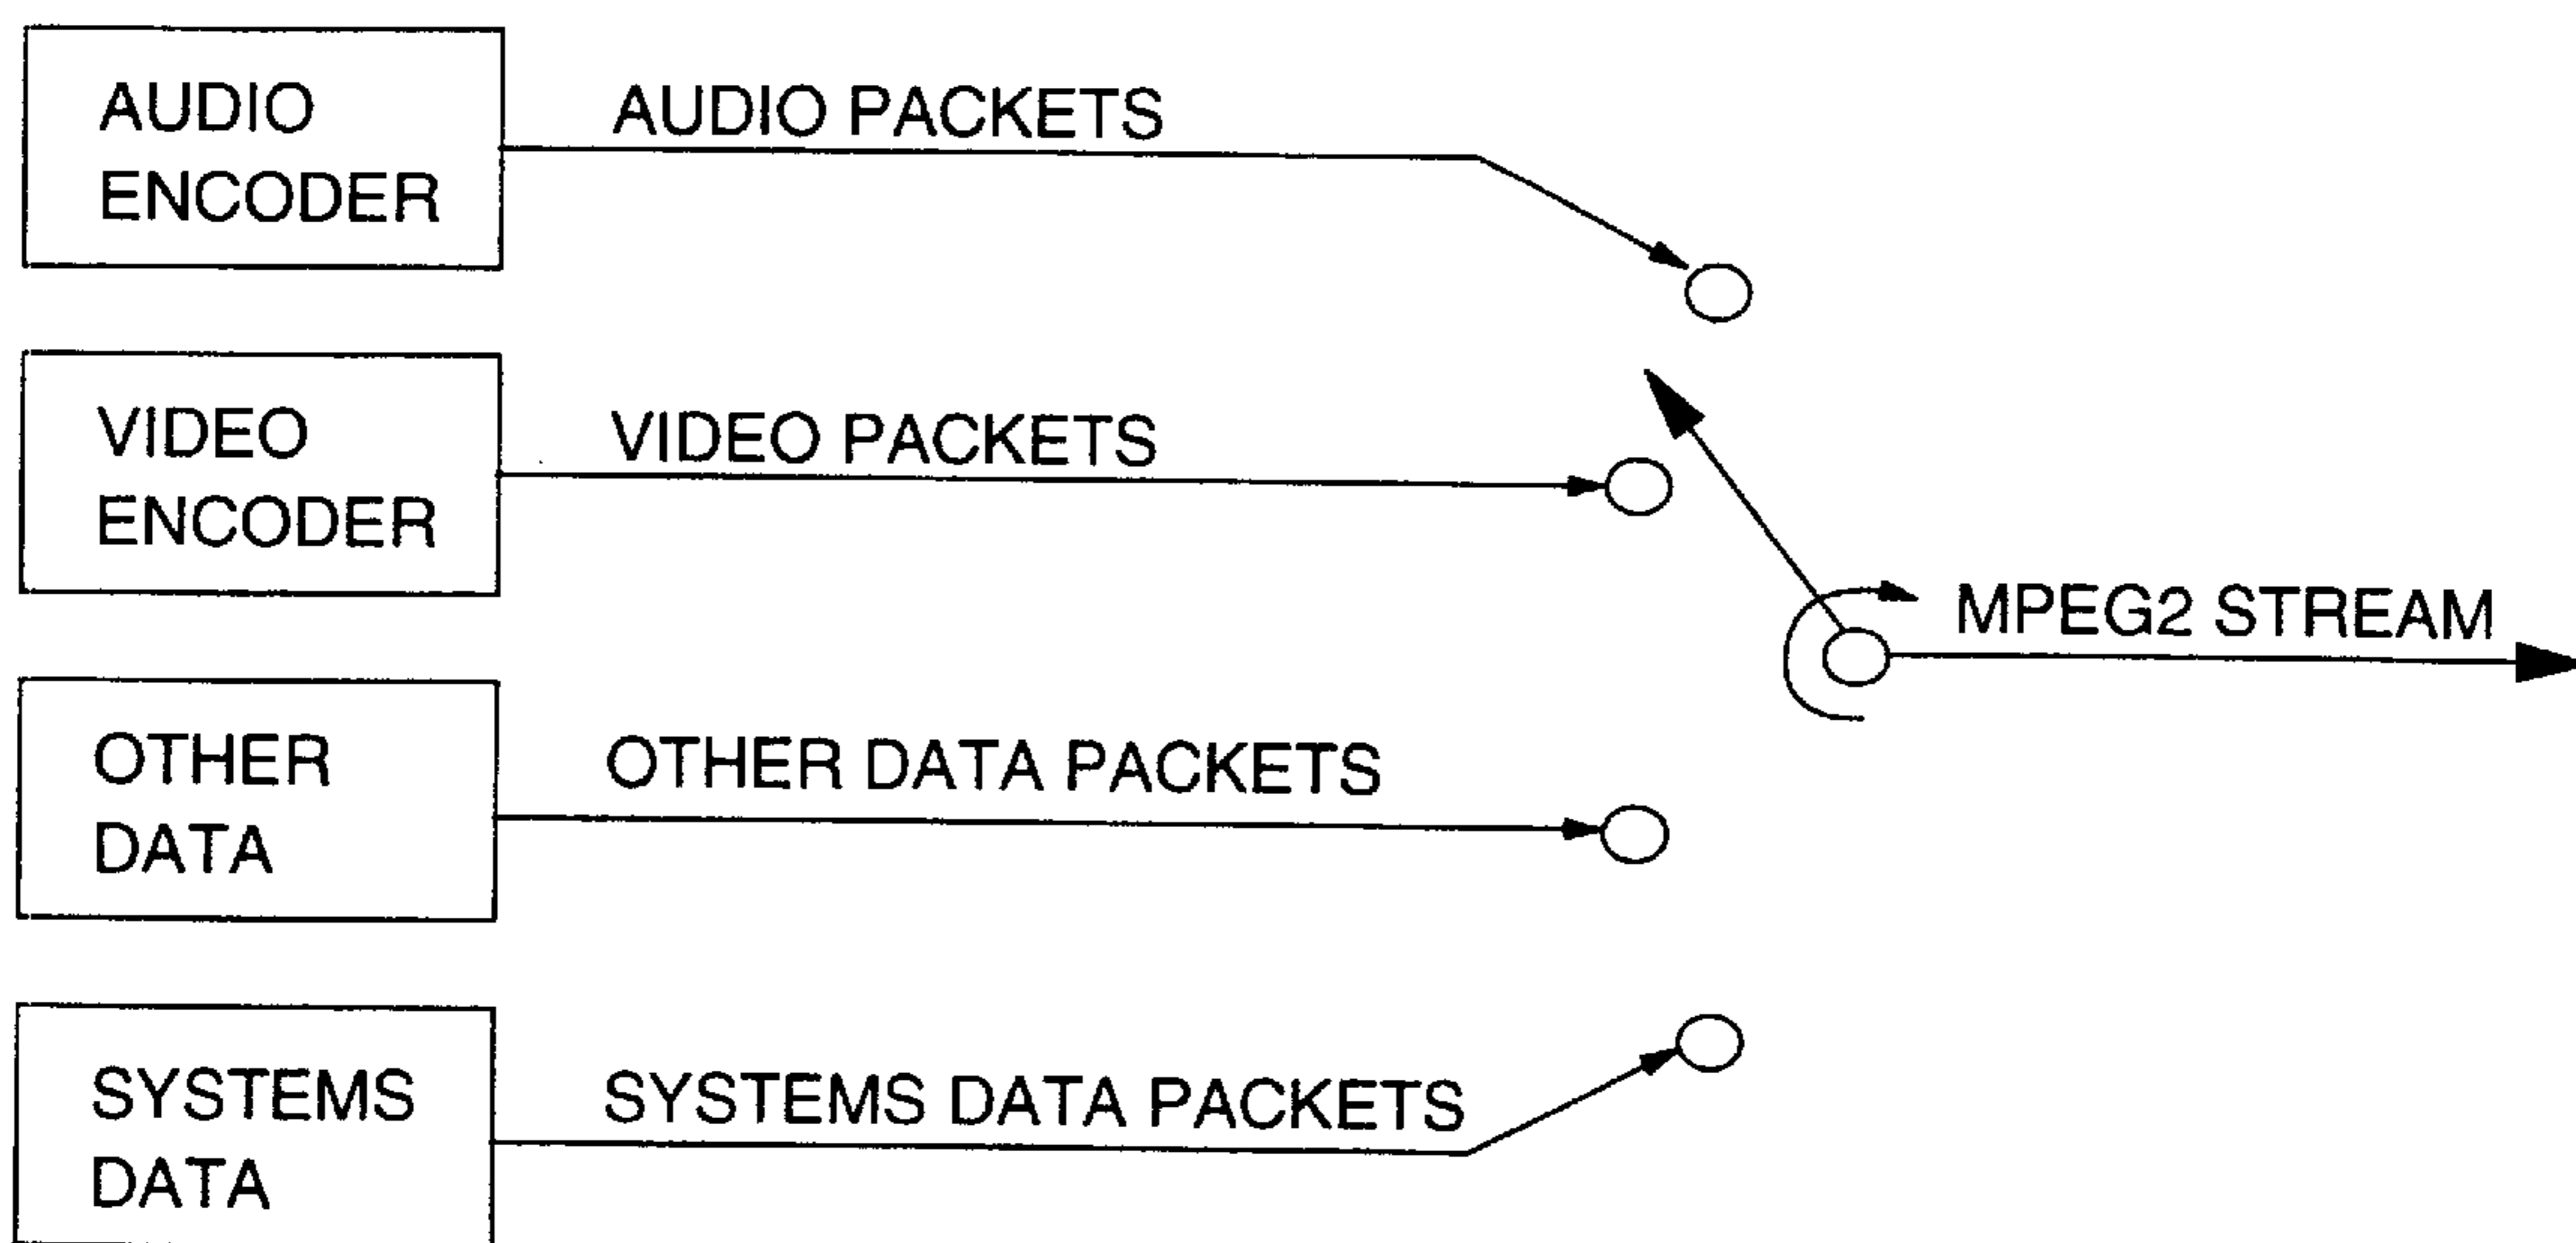 AUDIO
ENCODER
AUDIO PACKETS
VIDEO
ENCODER
VIDEO PACKETS
MPEG2 STREAM
OTHER
DATA
OTHER DATA PACKETS
SYSTEMS
DATA
SYSTEMS DATA PACKETS